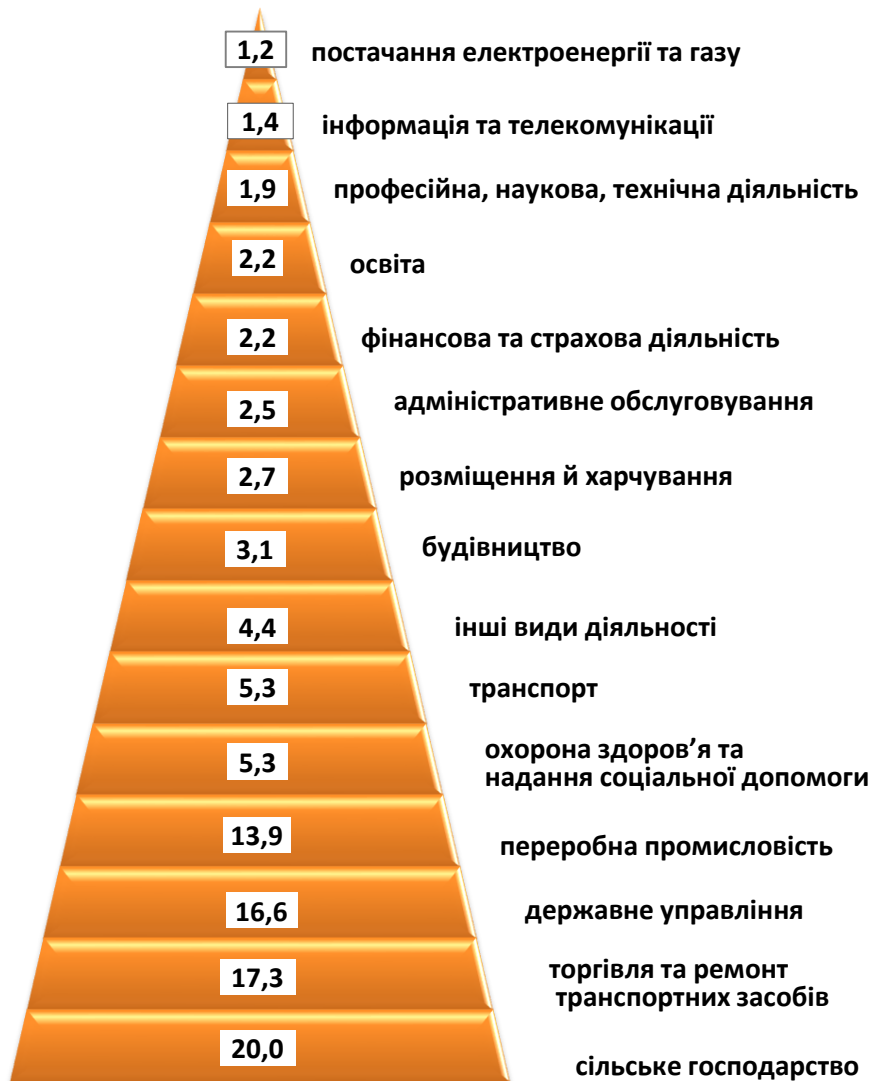 1,2 постачання електроенергії та газу
1,4 інформація та телекомунікації
1,9 професійна, наукова, технічна діяльність
2,2 освіта
2,2 фінансова та страхова діяльність
2,5 адміністративне обслуговування
2,7 розміщення й харчування
3,1 будівництво
4,4 інші види діяльності
5,3 транспорт
5,3 охорона здоров’я та
надання соціальної допомоги
13,9 переробна промисловість
16,6 державне управління
17,3 торгівля та ремонт
транспортних засобів
20,0 сільське господарство